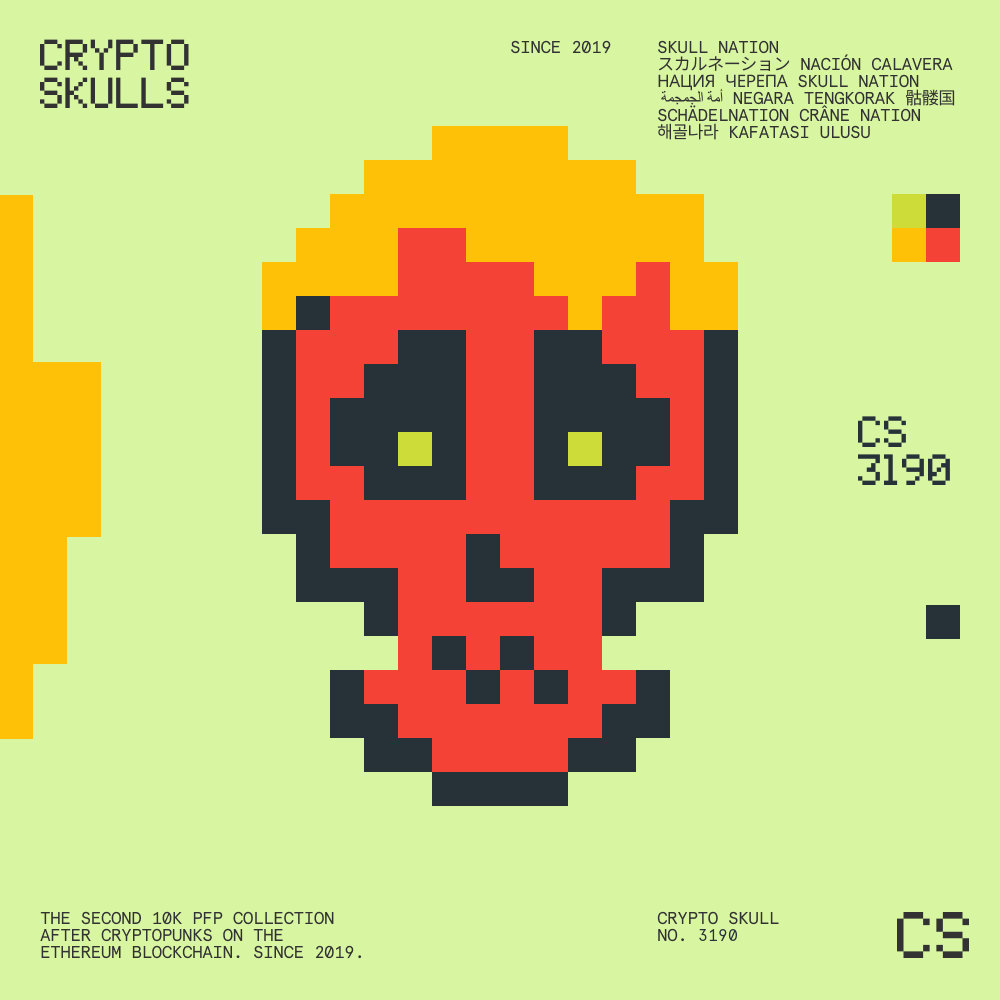 CRYPTO
SKULLS
SINCE 2019
SKULL NATION
スカルネーション NACIÓN CALAVERA
НАЦИЯ ЧЕРЕПА SKULL NATION
أمة الجمجمة NEGARA TENGKORAK 骷髅国
SCHÄDELNATION CRÂNE NATION
해골나라 KAFATASI ULUSU
CS
3190
THE SECOND 10K PFP COLLECTION
AFTER CRYPTOPUNKS ON THE
ETHEREUM BLOCKCHAIN. SINCE 2019.
CRYPTO SKULL
NO. 3190
CS